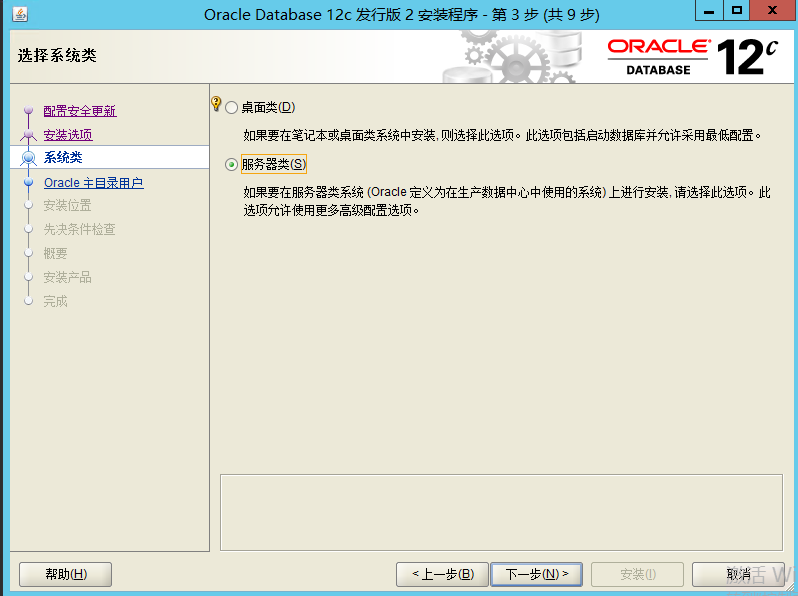 Oracle Database 12c 发行版 2 安装程序 - 第 3 步 (共 9 步)
选择系统类
ORACLE
DATABASE
12c
配置安全更新
安装选项
系统类
Oracle 主目录用户
安装位置
先决条件检查
概要
安装产品
完成
桌面类(D)
如果要在笔记本或桌面类系统中安装, 则选择此选项。此选项包括启动数据库并允许采用最低配置。
服务器类(S)
如果要在服务器类系统 (Oracle 定义为在生产数据中心中使用的系统) 上进行安装, 请选择此选项。此
选项允许使用更多高级配置选项。
帮助(H)
< 上一步(B)
下一步(N) >
安装(I)
取消
激活 Wi